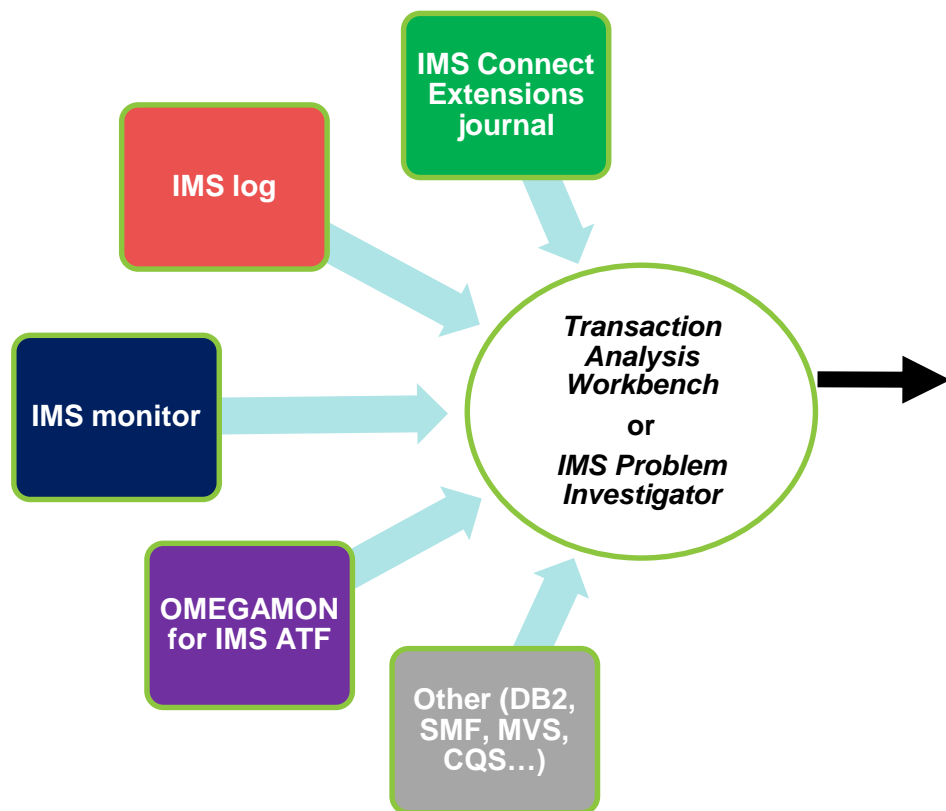 IMS Connect
Extensions
journal
IMS log
IMS monitor
OMEGAMON
for IMS ATF
Other (DB2,
SMF, MVS,
CQS…)
Transaction
Analysis
Workbench
or
IMS Problem
Investigator